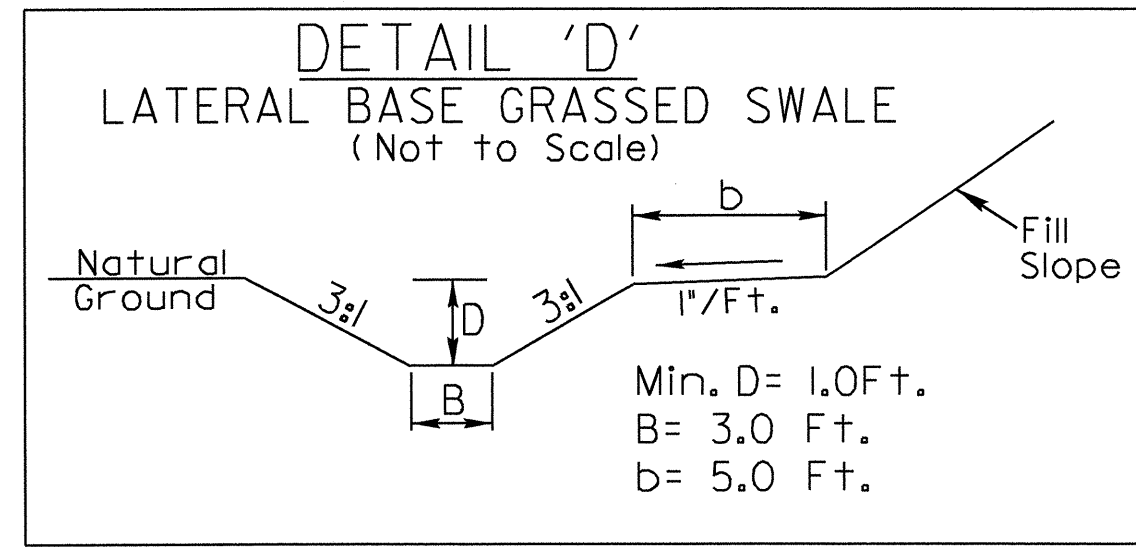 DETAIL 'D'
LATERAL BASE GRASSED SWALE
(Not to Scale)
b
Natural
Ground
3:1
D
3:1
1"/Ft.
Fill
Slope
B
Min. D= 1.0Ft.
B= 3.0 Ft.
b= 5.0 Ft.